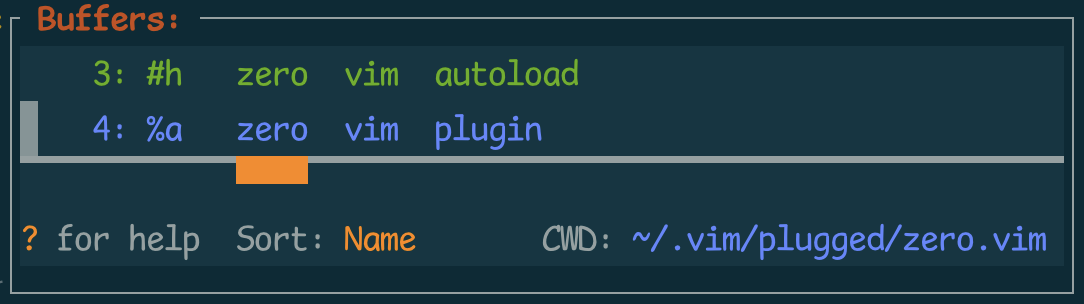 Buffers:
3: #h zero vim autoload
4: %a zero vim plugin
? for help Sort: Name CWD: ~/.vim/plugged/zero.vim